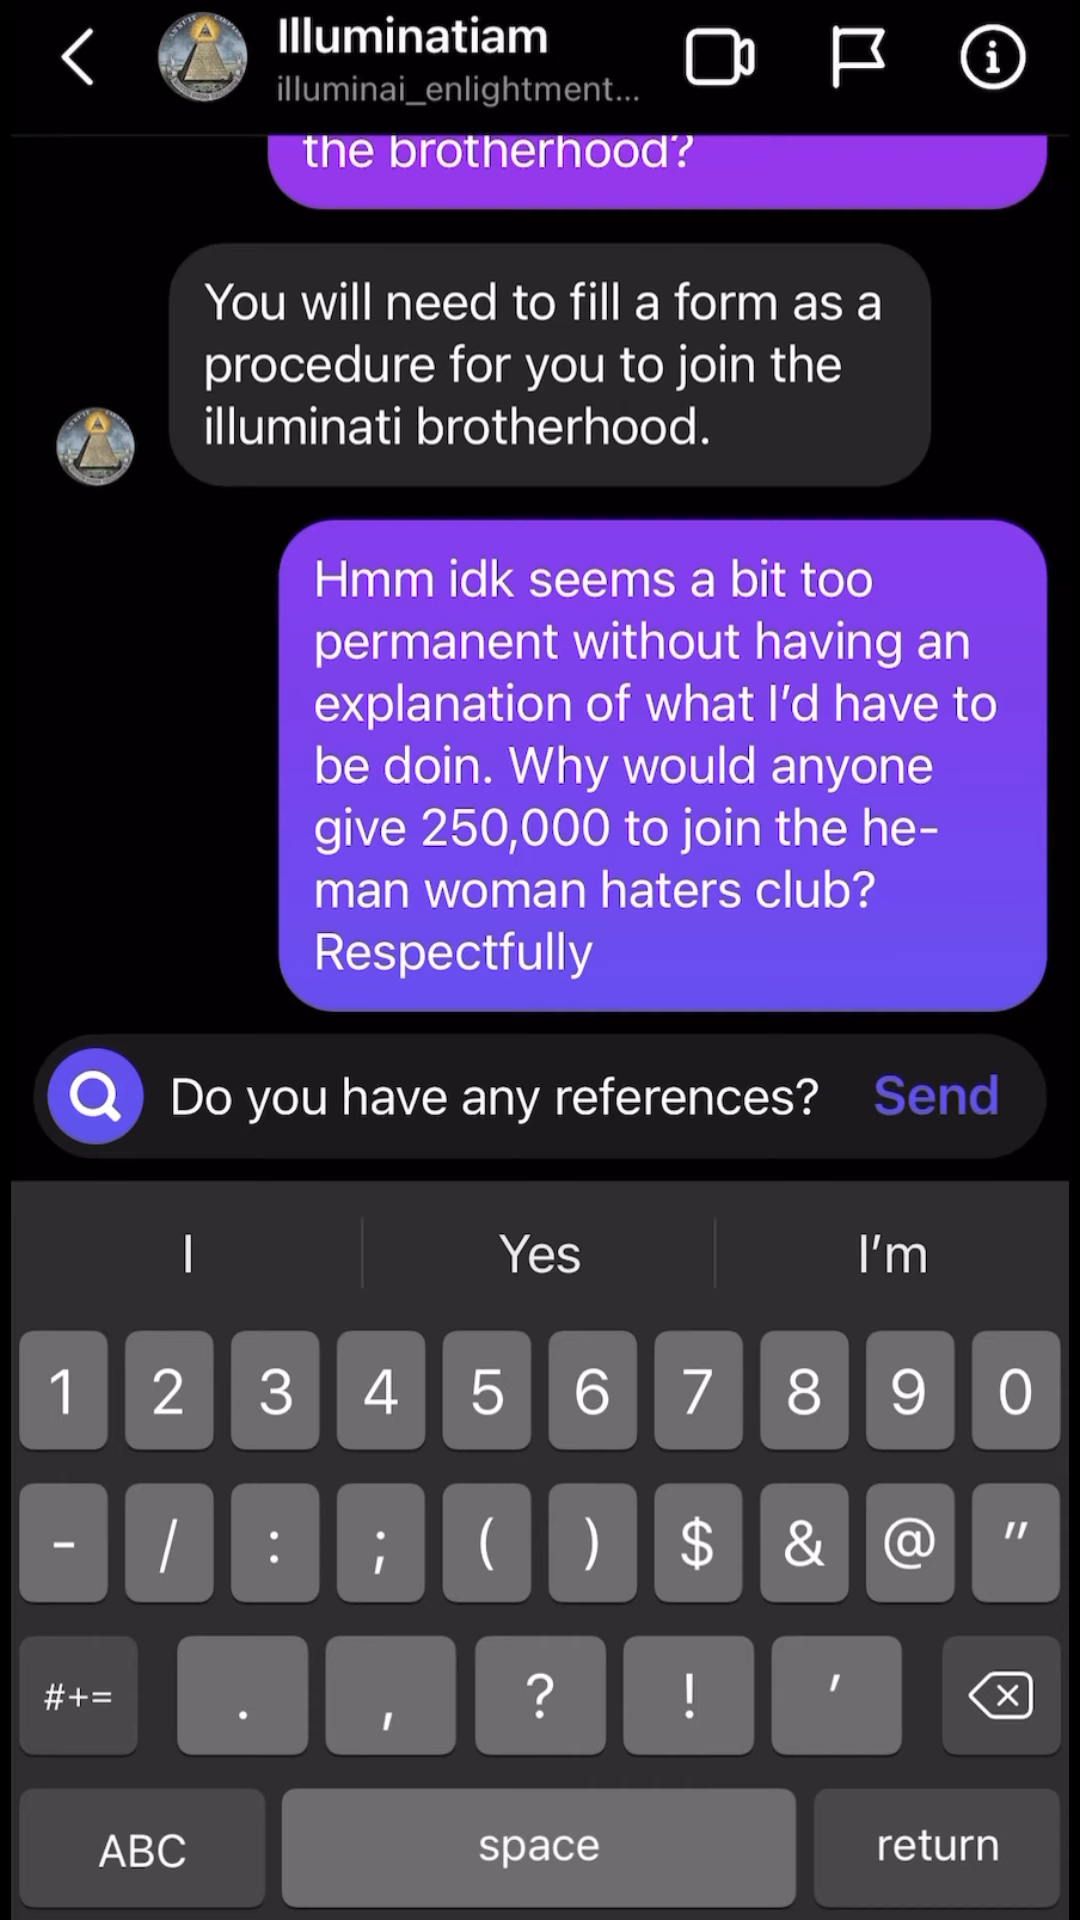 Illuminatiam
illuminai_enlightment...
the brotherhood?
You will need to fill a form as a
procedure for you to join the
illuminati brotherhood.
Hmm idk seems a bit too
permanent without having an
explanation of what I’d have to
be doin. Why would anyone
give 250,000 to join the he-
man woman haters club?
Respectfully
Do you have any references? Send
I Yes I’m
1 2 3 4 5 6 7 8 9 0
- / : ; ( ) $ & @ "
#+= . , ? ! ’
ABC space return